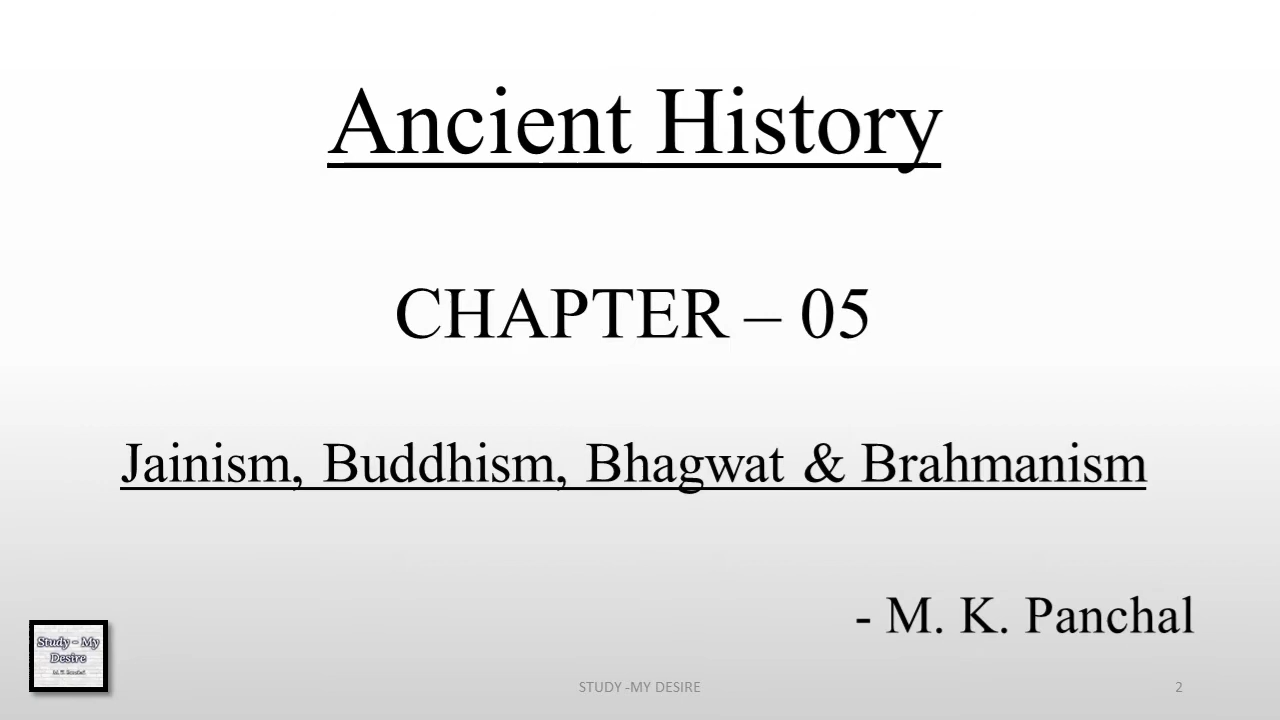 Ancient History
CHAPTER – 05
Jainism, Buddhism, Bhagwat & Brahmanism
- M. K. Panchal
Study - My
Desire
STUDY -MY DESIRE
2